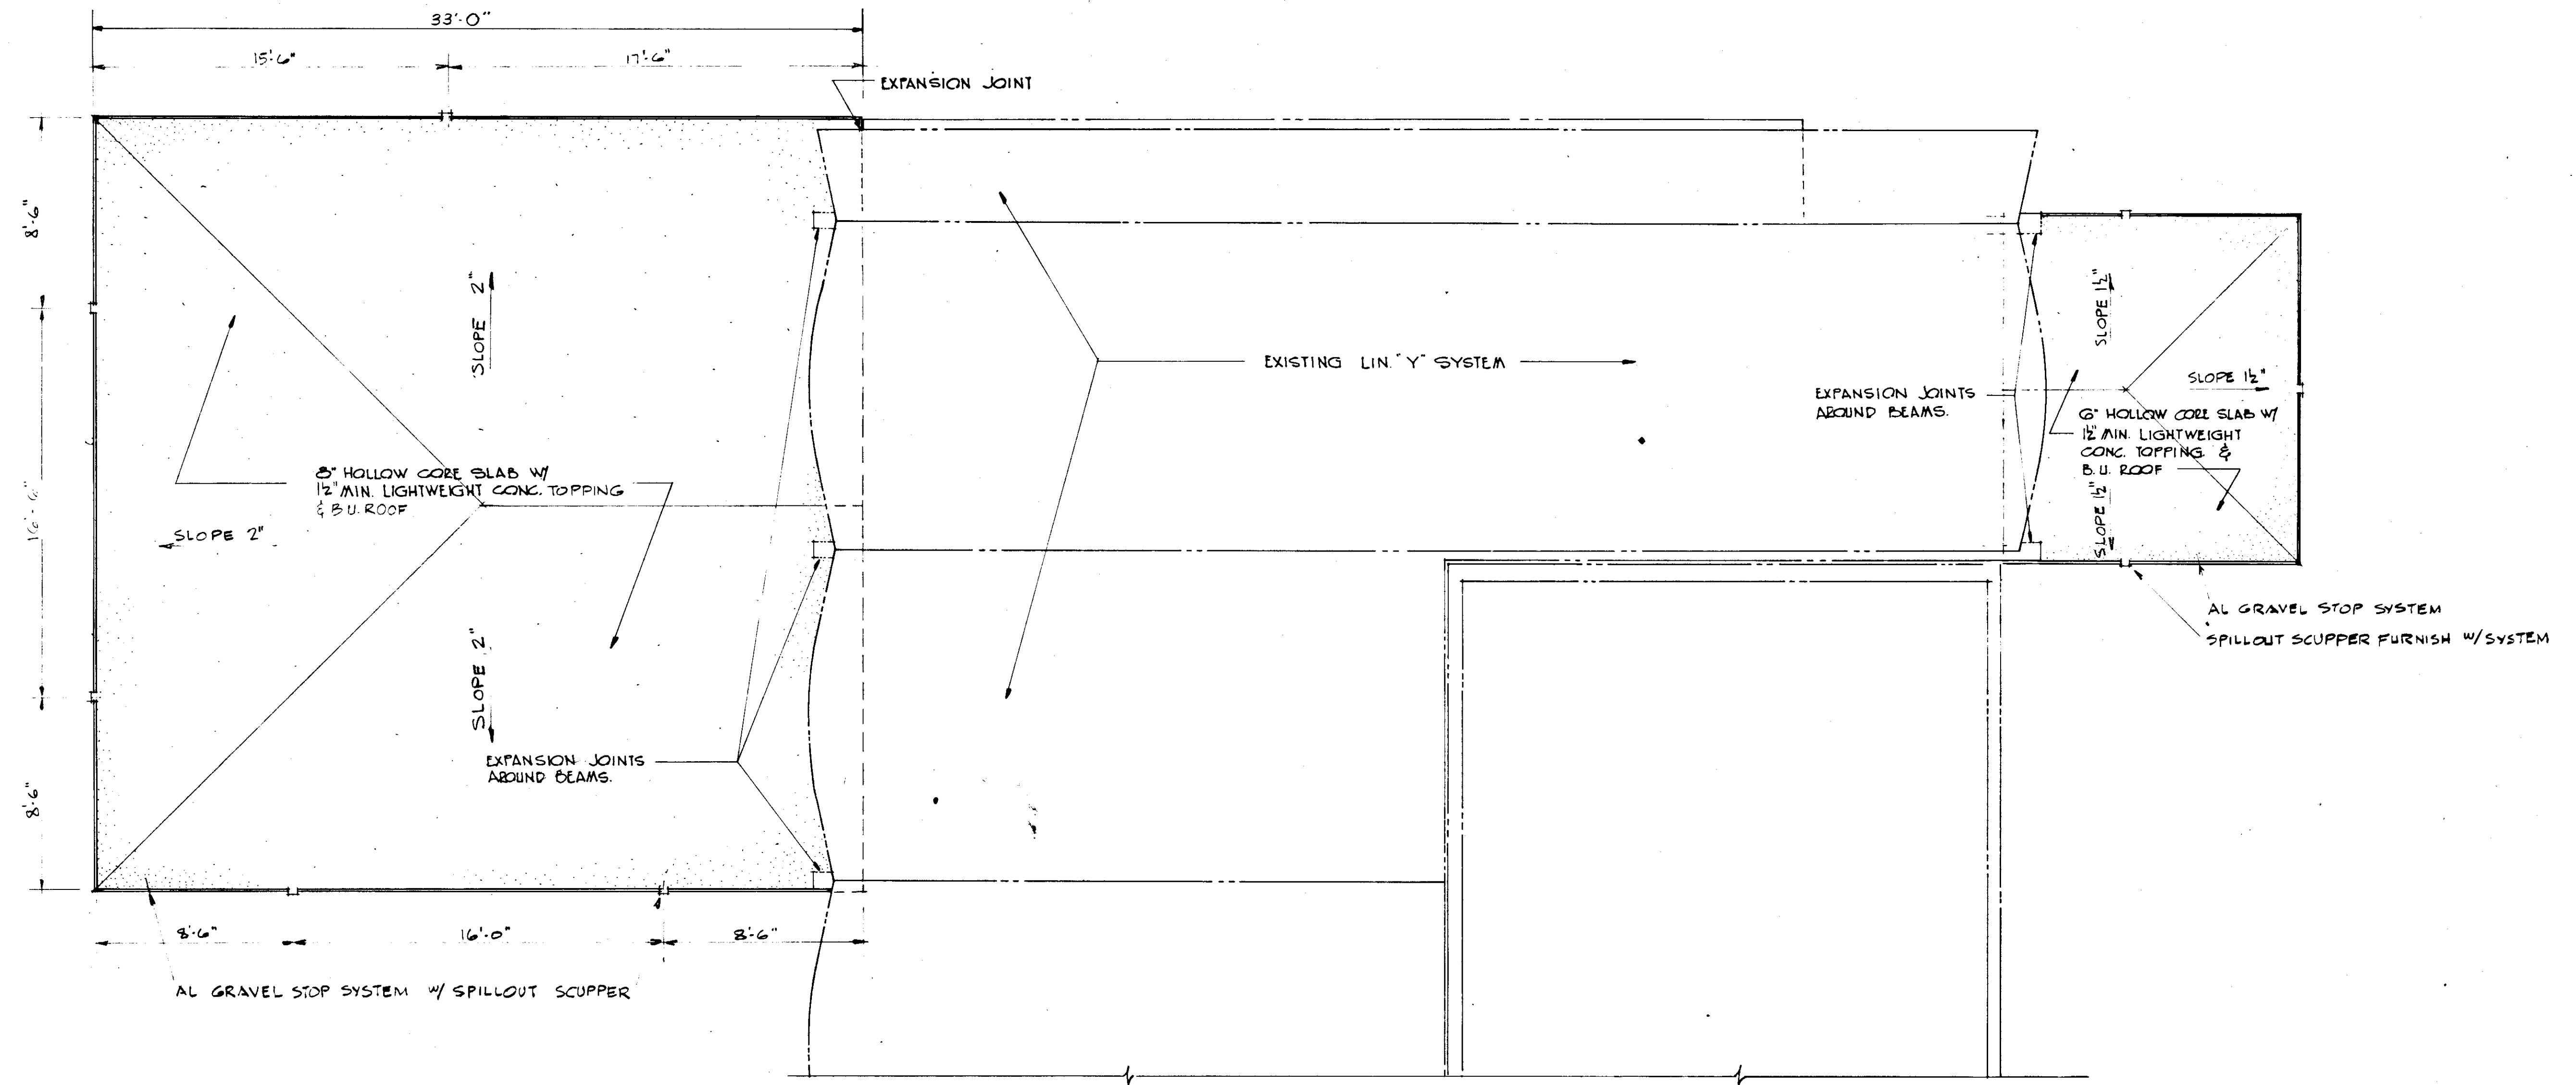 33'-0"
15'-6"
17'-6"
EXPANSION JOINT
8'-6"
SLOPE 2"
SLOPE 1½"
EXISTING LIN. "Y" SYSTEM
SLOPE 1½"
EXPANSION JOINTS
AROUND BEAMS.
6" HOLLOW CORE SLAB W/
1½" MIN. LIGHTWEIGHT
CONC. TOPPING &
B.U. ROOF
8" HOLLOW CORE SLAB W/
1½" MIN. LIGHTWEIGHT CONC. TOPPING
& B.U. ROOF
SLOPE 2"
SLOPE 1½"
AL GRAVEL STOP SYSTEM
SPILLOUT SCUPPER FURNISH W/SYSTEM
SLOPE 2"
EXPANSION JOINTS
AROUND BEAMS.
8'-6"
8'-6"
16'-0"
8'-6"
AL GRAVEL STOP SYSTEM W/ SPILLOUT SCUPPER